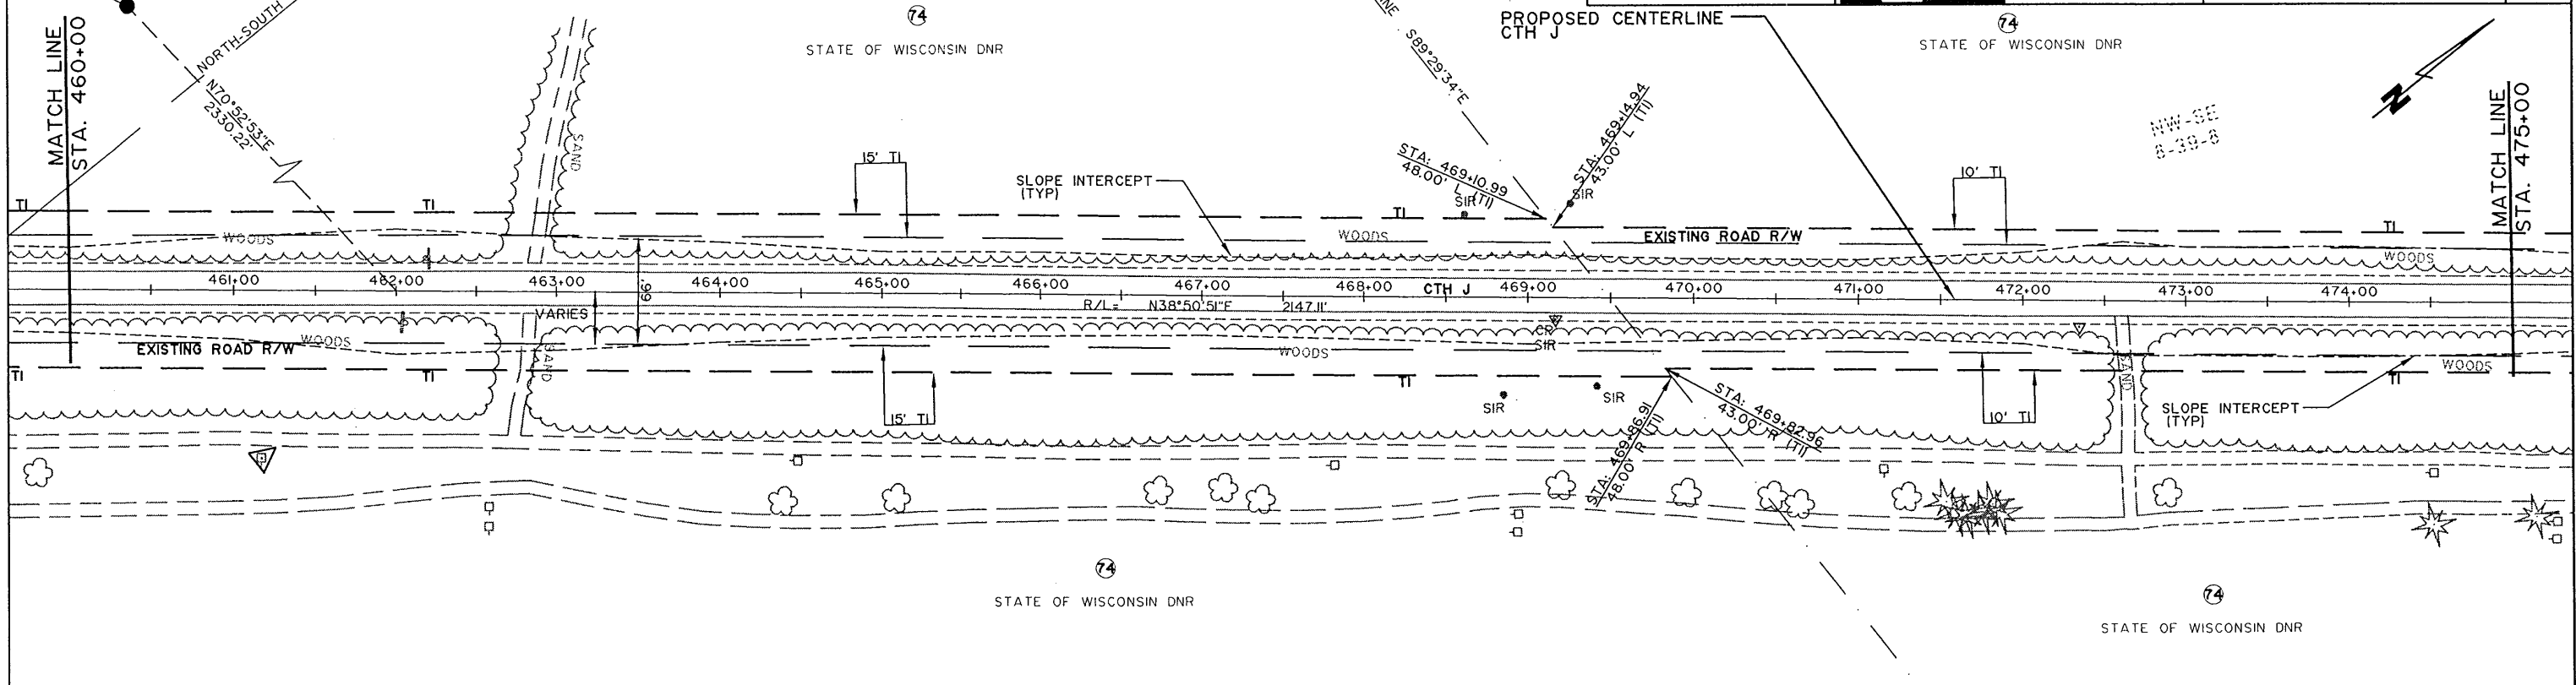 MATCH LINE
STA. 460+00
NORTH-SOUTH
N70°52'53"E
2330.22'
74
STATE OF WISCONSIN DNR
S89°29'34"E
PROPOSED CENTERLINE
CTH J
74
STATE OF WISCONSIN DNR
NW-SE
8-39-8
N
MATCH LINE
STA. 475+00
SAND
15' TI
SLOPE INTERCEPT
(TYP)
STA: 469+10.99
48.00' L (TI)
STA: 469+14.94
43.00' L (TI)
SIR
SIR
10' TI
TI
TI
TI
TI
WOODS
WOODS
EXISTING ROAD R/W
WOODS
461+00
462+00
463+00
464+00
465+00
466+00
467+00
468+00
CTH J
469+00
470+00
471+00
472+00
473+00
474+00
66'
VARIES
R/L= N38°50'51"E 2147.11'
EXISTING ROAD R/W
WOODS
SAND
WOODS
CR
SIR
SAND
WOODS
TI
TI
TI
TI
15' TI
SIR
SIR
STA: 469+86.91
48.00' R (TI)
STA: 469+82.96
43.00' R (TI)
10' TI
SLOPE INTERCEPT
(TYP)
74
STATE OF WISCONSIN DNR
74
STATE OF WISCONSIN DNR